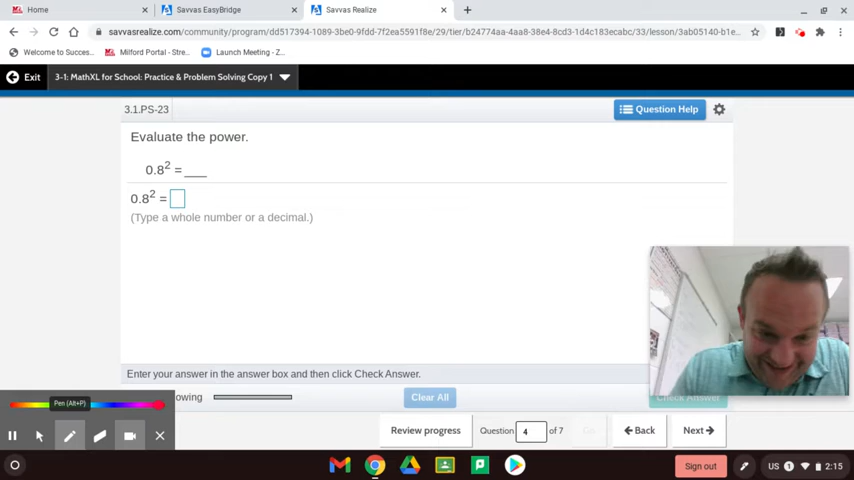 Home
Savvas EasyBridge
Savvas Realize
savvasrealize.com/community/program/dd517394-1089-3be0-9fdd-7f2ea5591f8e/29/tier/b24774aa-4aa8-38e4-8cd3-1d4c183ecabc/33/lesson/3ab05140-b1e...
Welcome to Succes...
Milford Portal - Stre...
Launch Meeting - Z...
Exit
3-1: MathXL for School: Practice & Problem Solving Copy 1
3.1.PS-23
Question Help
Evaluate the power.
0.8² = ___
0.8² =
(Type a whole number or a decimal.)
Enter your answer in the answer box and then click Check Answer.
Pen (Alt+P)
owing
Clear All
Check Answer
Review progress
Question 4 of 7
Go
Back
Next
Sign out
US
1
2:15